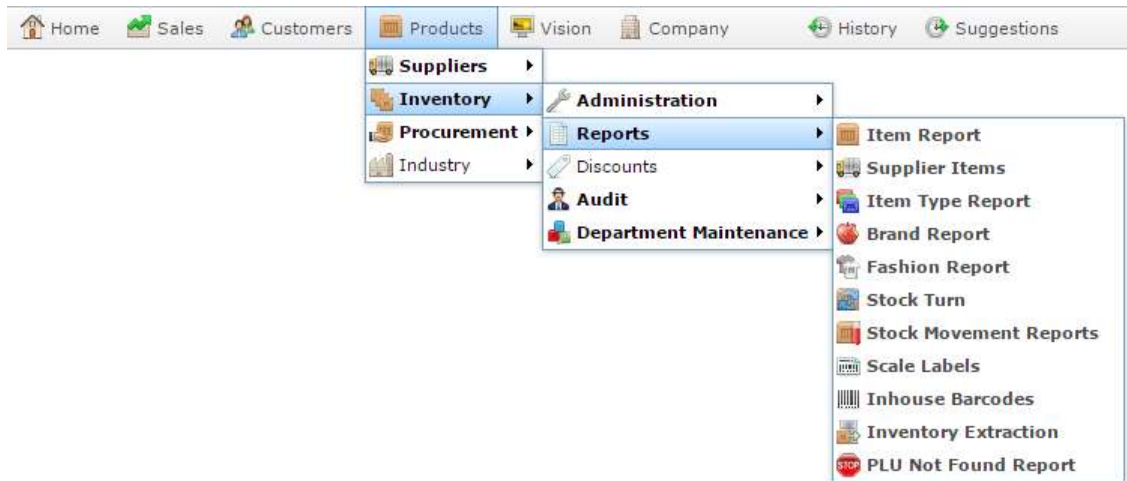 Home Sales Customers Products Vision Company History Suggestions
Suppliers
Inventory
Procurement
Industry
Administration
Reports
Discounts
Audit
Department Maintenance
Item Report
Supplier Items
Item Type Report
Brand Report
Fashion Report
Stock Turn
Stock Movement Reports
Scale Labels
Inhouse Barcodes
Inventory Extraction
STOP PLU Not Found Report